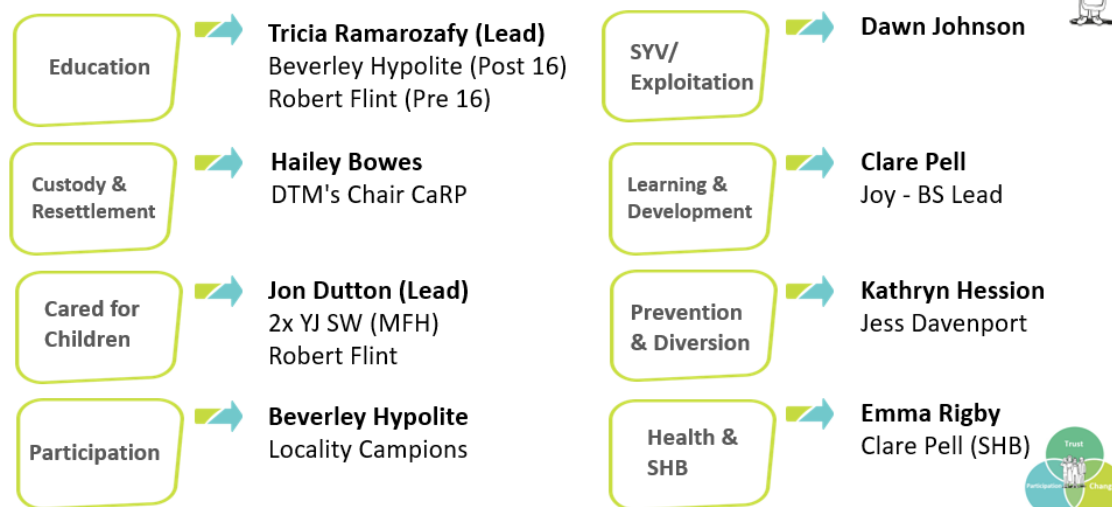 Education
Tricia Ramarozafy (Lead)
Beverley Hypolite (Post 16)
Robert Flint (Pre 16)
Custody &
Resettlement
Hailey Bowes
DTM's Chair CaRP
Cared for
Children
Jon Dutton (Lead)
2x YJ SW (MFH)
Robert Flint
Participation
Beverley Hypolite
Locality Campions
SYV/
Exploitation
Dawn Johnson
Learning &
Development
Clare Pell
Joy - BS Lead
Prevention
& Diversion
Kathryn Hession
Jess Davenport
Health &
SHB
Emma Rigby
Clare Pell (SHB)
Trust
Participation